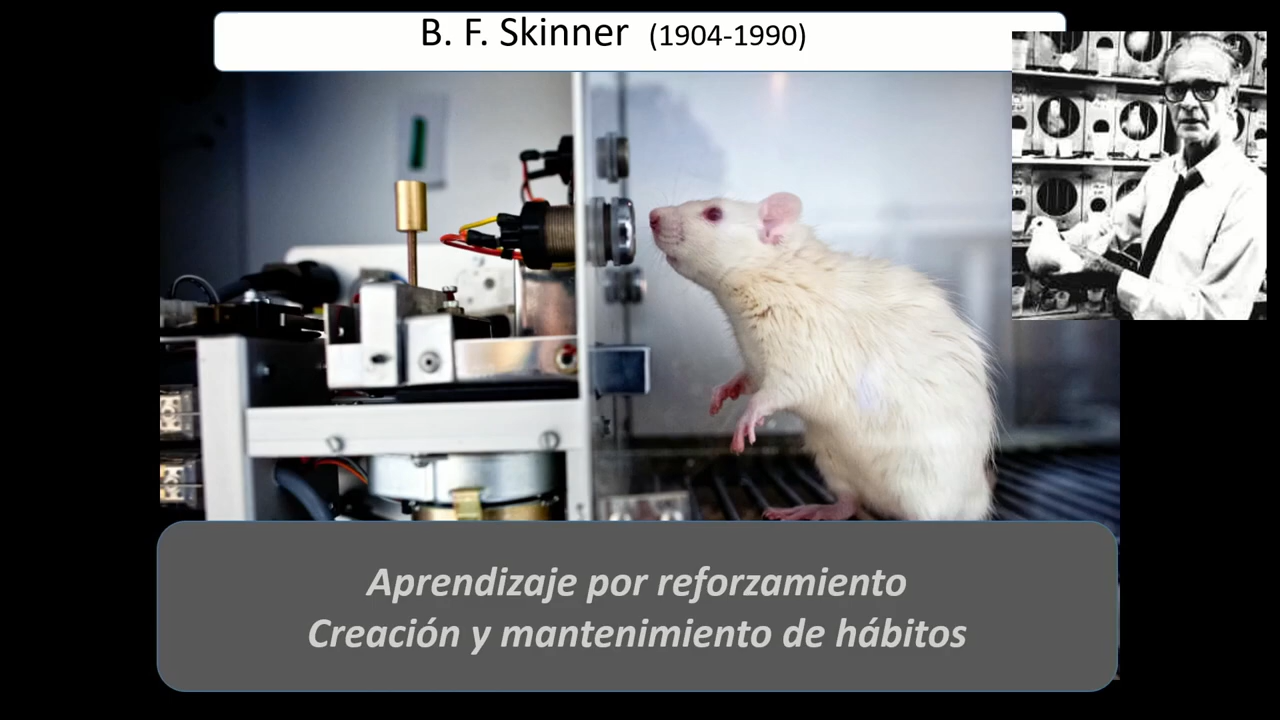 B. F. Skinner (1904-1990)
Aprendizaje por reforzamiento
Creación y mantenimiento de hábitos